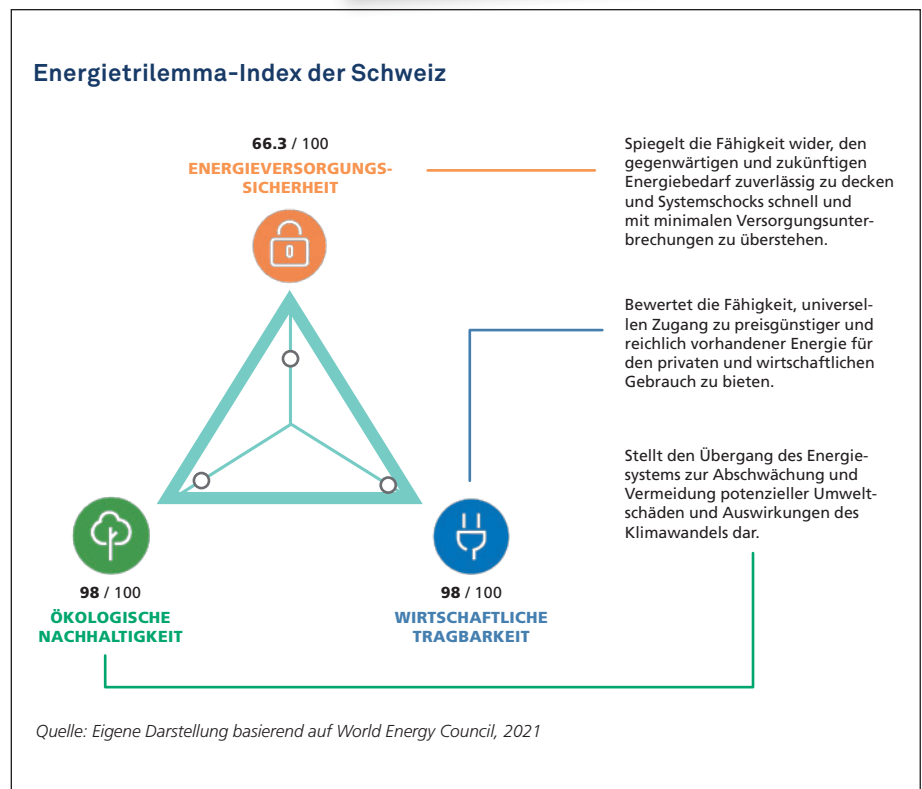 Energietrilemma-Index der Schweiz
66.3 / 100
ENERGIEVERSORGUNGS-
SICHERHEIT
Spiegelt die Fähigkeit wider, den
gegenwärtigen und zukünftigen
Energiebedarf zuverlässig zu decken
und Systemschocks schnell und
mit minimalen Versorgungsunter-
brechungen zu überstehen.
Bewertet die Fähigkeit, universel-
len Zugang zu preisgünstiger und
reichlich vorhandener Energie für
den privaten und wirtschaftlichen
Gebrauch zu bieten.
Stellt den Übergang des Energie-
systems zur Abschwächung und
Vermeidung potenzieller Umwelt-
schäden und Auswirkungen des
Klimawandels dar.
98 / 100
ÖKOLOGISCHE
NACHHALTIGKEIT
98 / 100
WIRTSCHAFTLICHE
TRAGBARKEIT
Quelle: Eigene Darstellung basierend auf World Energy Council, 2021